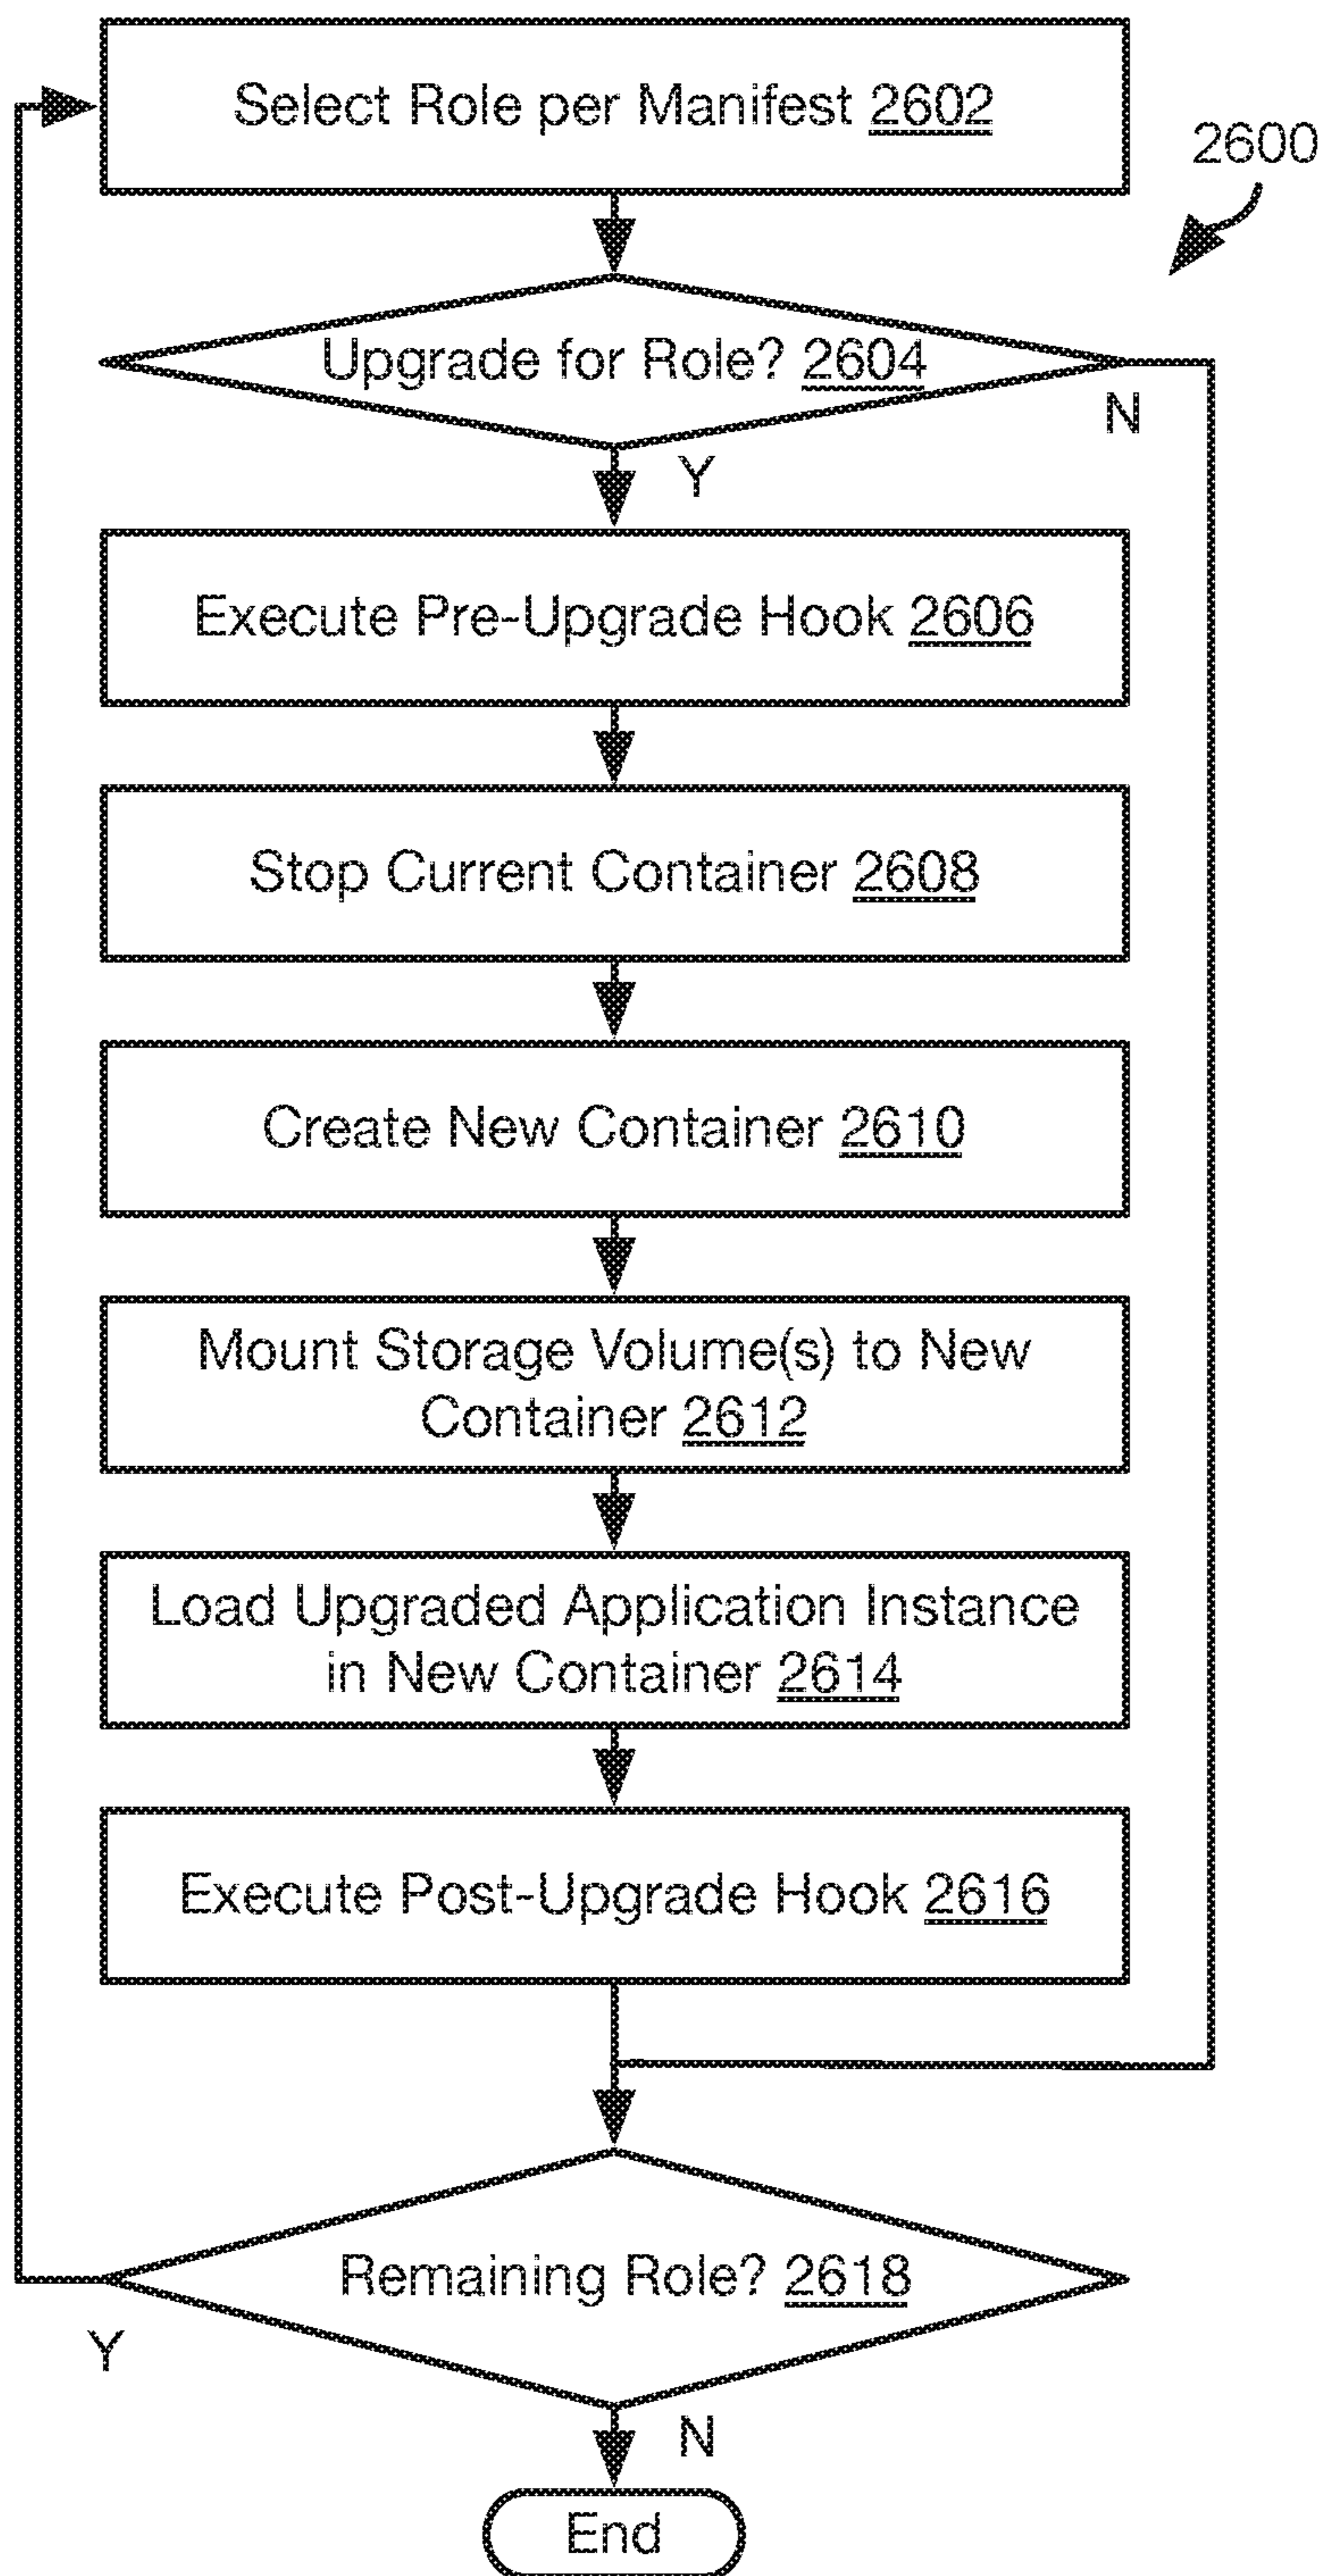 Select Role per Manifest 2602
2600
Upgrade for Role? 2604
N
Y
Execute Pre-Upgrade Hook 2606
Stop Current Container 2608
Create New Container 2610
Mount Storage Volume(s) to New
Container 2612
Load Upgraded Application Instance
in New Container 2614
Execute Post-Upgrade Hook 2616
Remaining Role? 2618
Y
N
End